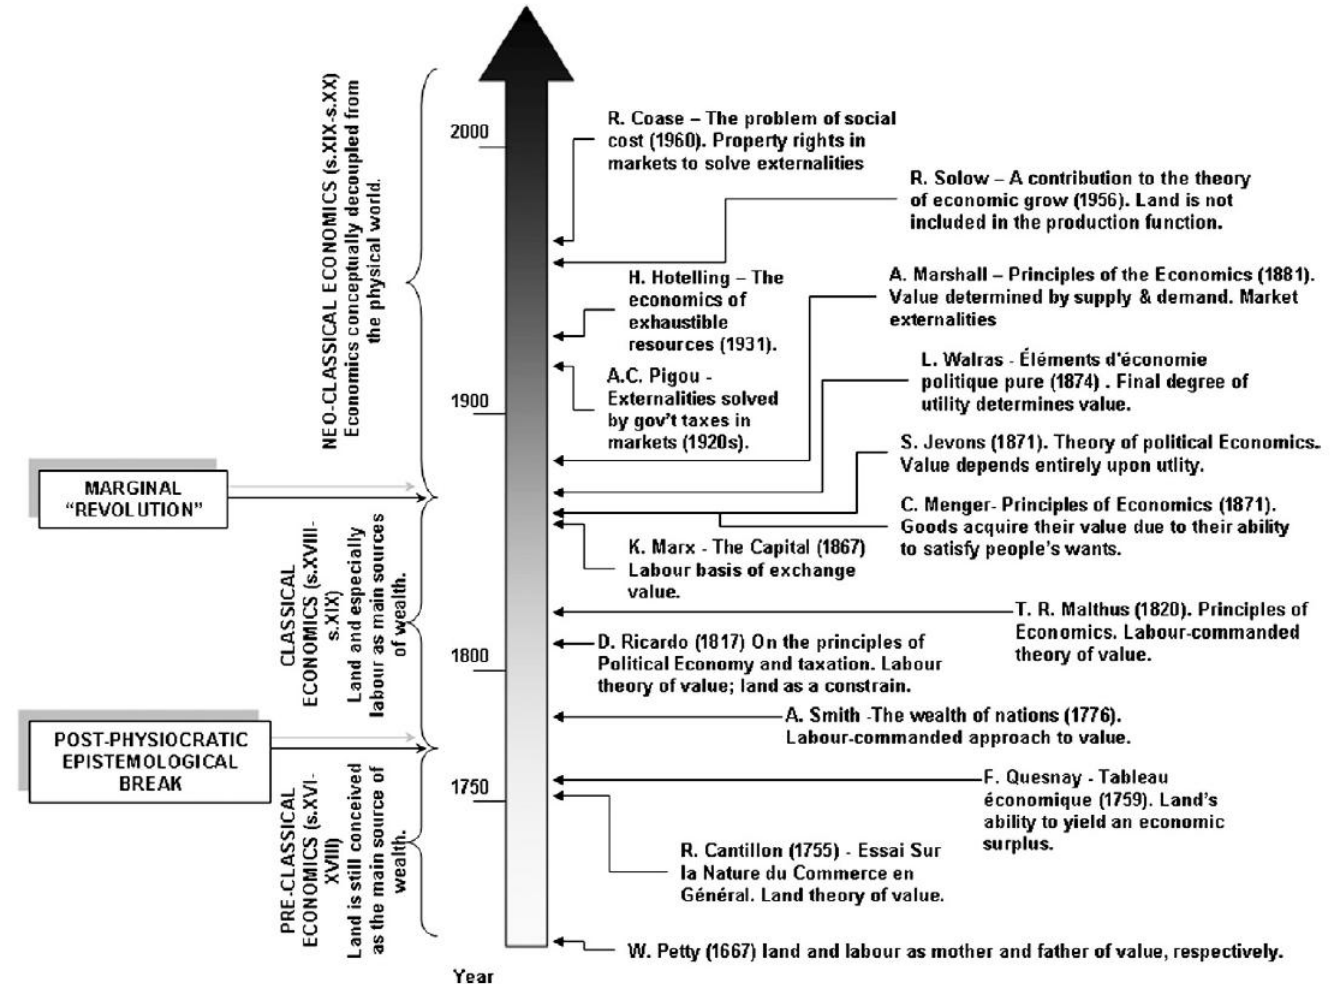 NEO-CLASSICAL ECONOMICS (s.XIX-s.XX)
Economics conceptually decoupled from
the physical world.
2000
R. Coase – The problem of social
cost (1960). Property rights in
markets to solve externalities
R. Solow – A contribution to the theory
of economic grow (1956). Land is not
included in the production function.
H. Hotelling – The
economics of
exhaustible
resources (1931).
A. Marshall – Principles of the Economics (1881).
Value determined by supply & demand. Market
externalities
L. Walras - Éléments d'économie
politique pure (1874) . Final degree of
utility determines value.
A.C. Pigou -
Externalities solved
by gov't taxes in
markets (1920s).
1900
S. Jevons (1871). Theory of political Economics.
Value depends entirely upon utlity.
MARGINAL
"REVOLUTION"
C. Menger- Principles of Economics (1871).
Goods acquire their value due to their ability
to satisfy people's wants.
K. Marx - The Capital (1867)
Labour basis of exchange
value.
CLASSICAL
ECONOMICS (s.XVIII-
s.XIX)
Land and especially
labour as main sources
of wealth.
T. R. Malthus (1820). Principles of
Economics. Labour-commanded
theory of value.
D. Ricardo (1817) On the principles of
Political Economy and taxation. Labour
theory of value; land as a constrain.
1800
A. Smith -The wealth of nations (1776).
Labour-commanded approach to value.
POST-PHYSIOCRATIC
EPISTEMOLOGICAL
BREAK
1750
F. Quesnay - Tableau
économique (1759). Land's
ability to yield an economic
surplus.
PRE-CLASSICAL
ECONOMICS (s.XVI-
XVIII)
Land is still conceived
as the main source of
wealth.
R. Cantillon (1755) - Essai Sur
la Nature du Commerce en
Général. Land theory of value.
W. Petty (1667) land and labour as mother and father of value, respectively.
Year